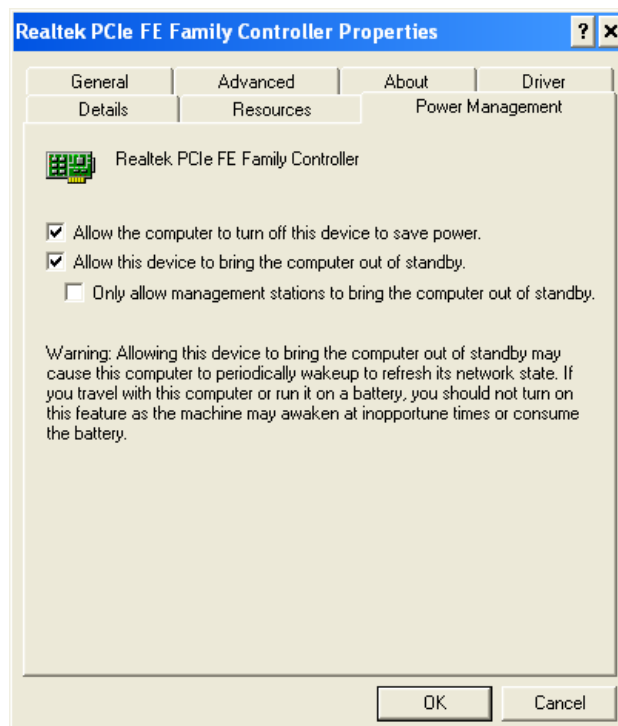 Realtek PCIe FE Family Controller Properties
General Advanced About Driver
Details Resources Power Management
Realtek PCIe FE Family Controller
Allow the computer to turn off this device to save power.
Allow this device to bring the computer out of standby.
Only allow management stations to bring the computer out of standby.
Warning: Allowing this device to bring the computer out of standby may
cause this computer to periodically wakeup to refresh its network state. If
you travel with this computer or run it on a battery, you should not turn on
this feature as the machine may awaken at inopportune times or consume
the battery.
OK Cancel